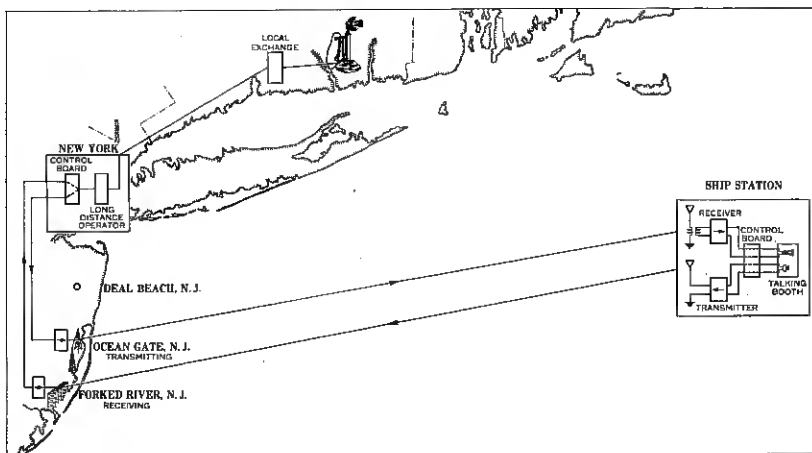 LOCAL
EXCHANGE
NEW YORK
CONTROL
BOARD
LONG
DISTANCE
OPERATOR
DEAL BEACH, N.J.
OCEAN GATE, N.J.
TRANSMITTING
FORKED RIVER, N.J.
RECEIVING
SHIP STATION
RECEIVER
CONTROL
BOARD
TALKING
BOOTH
TRANSMITTER